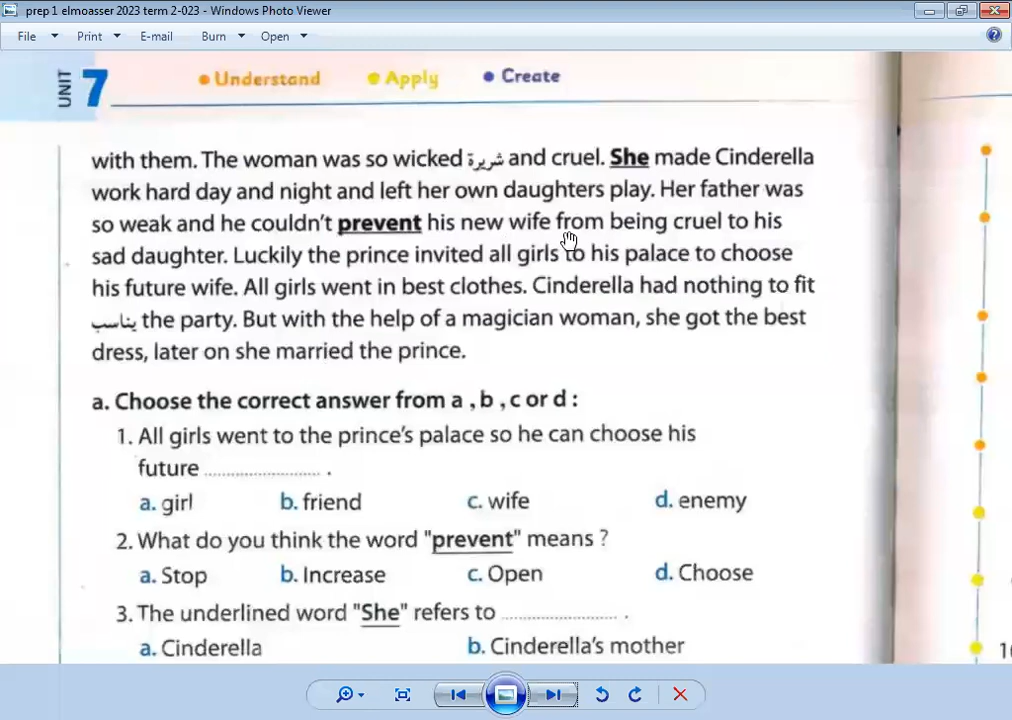 prep 1 elmoasser 2023 term 2-023 - Windows Photo Viewer
File Print E-mail Burn Open
UNIT 7 Understand Apply Create
with them. The woman was so wicked شريرة and cruel. She made Cinderella
work hard day and night and left her own daughters play. Her father was
so weak and he couldn't prevent his new wife from being cruel to his
sad daughter. Luckily the prince invited all girls to his palace to choose
his future wife. All girls went in best clothes. Cinderella had nothing to fit
يناسب the party. But with the help of a magician woman, she got the best
dress, later on she married the prince.
a. Choose the correct answer from a , b , c or d :
1. All girls went to the prince's palace so he can choose his
future ........................ .
a. girl b. friend c. wife d. enemy
2. What do you think the word "prevent" means ?
a. Stop b. Increase c. Open d. Choose
3. The underlined word "She" refers to ........................ .
a. Cinderella b. Cinderella's mother